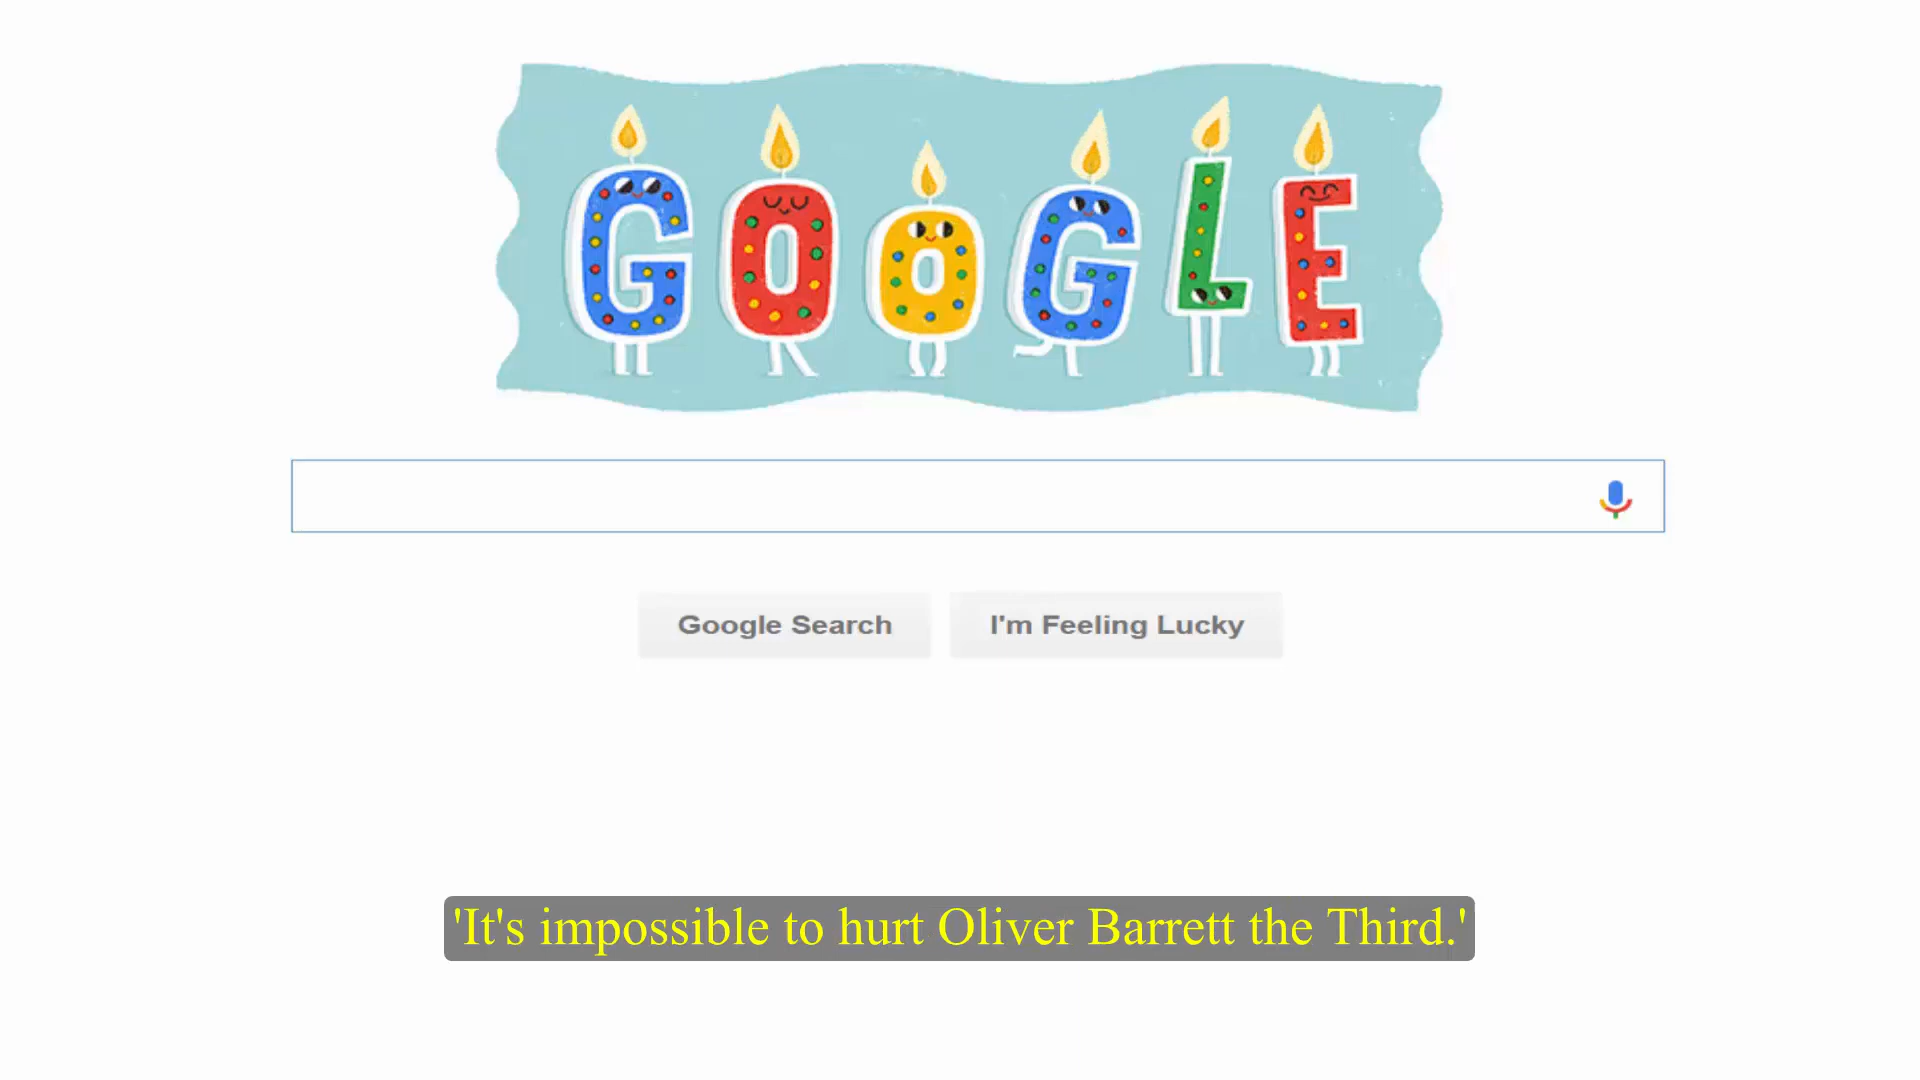 GOOGLE
Google Search
I'm Feeling Lucky
'It's impossible to hurt Oliver Barrett the Third.'